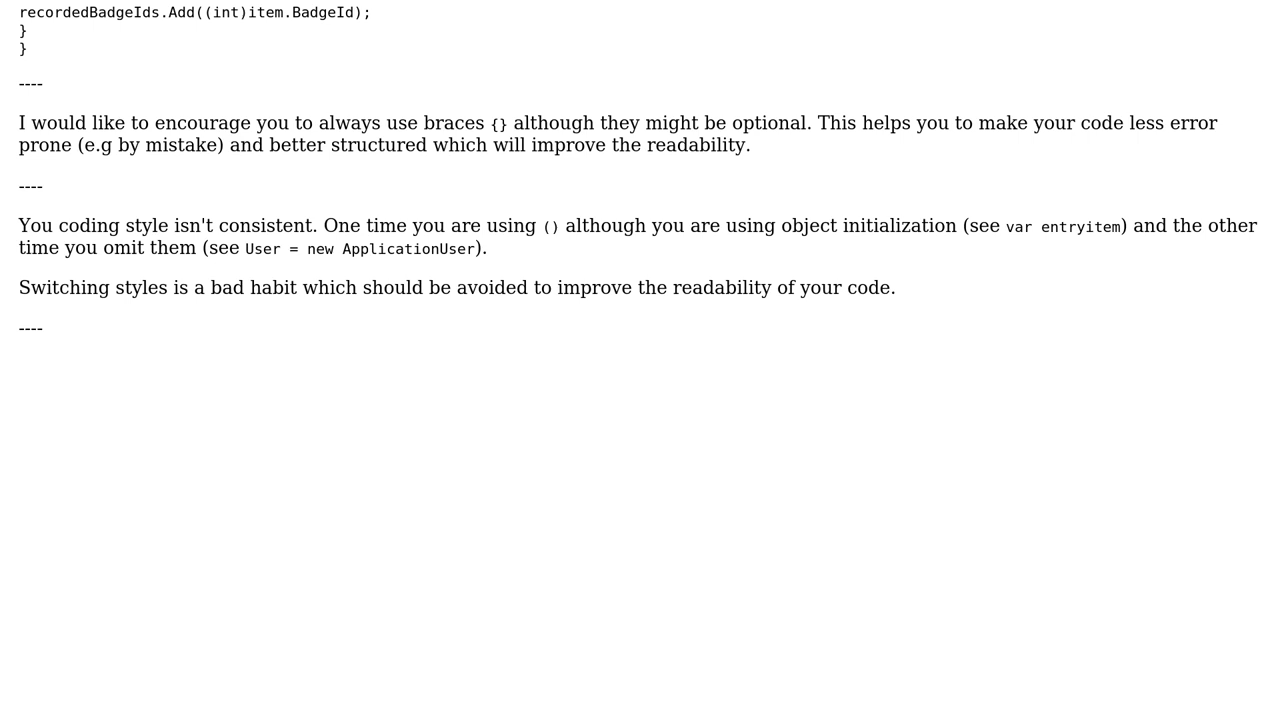 recordedBadgeIds.Add((int)item.BadgeId);
}
}
----
I would like to encourage you to always use braces {} although they might be optional. This helps you to make your code less error
prone (e.g by mistake) and better structured which will improve the readability.
----
You coding style isn't consistent. One time you are using () although you are using object initialization (see var entryitem) and the other
time you omit them (see User = new ApplicationUser).
Switching styles is a bad habit which should be avoided to improve the readability of your code.
----